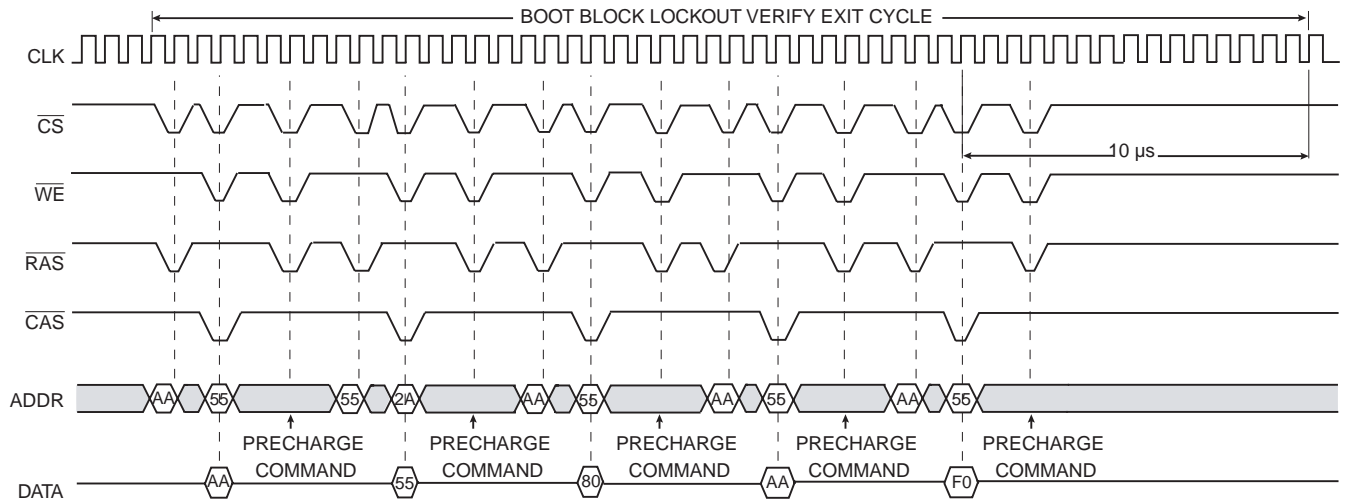 BOOT BLOCK LOCKOUT VERIFY EXIT CYCLE
CLK
CS
10 µs
WE
RAS
CAS
ADDR AA 55 55 2A AA 55 AA 55 AA 55
PRECHARGE COMMAND
PRECHARGE COMMAND
PRECHARGE COMMAND
PRECHARGE COMMAND
PRECHARGE COMMAND
DATA AA 55 80 AA F0